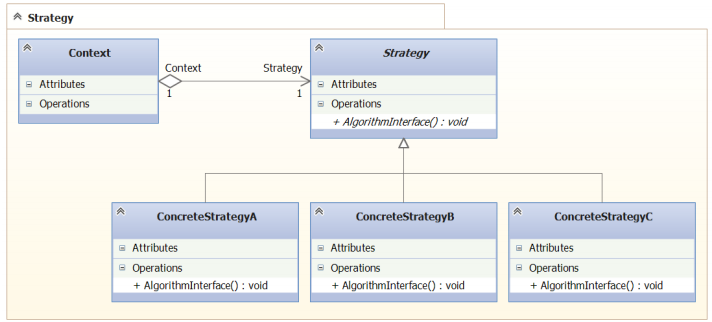 Strategy
Context
Attributes
Operations
Context
Strategy
1
1
Strategy
Attributes
Operations
+ AlgorithmInterface() : void
ConcreteStrategyA
Attributes
Operations
+ AlgorithmInterface() : void
ConcreteStrategyB
Attributes
Operations
+ AlgorithmInterface() : void
ConcreteStrategyC
Attributes
Operations
+ AlgorithmInterface() : void